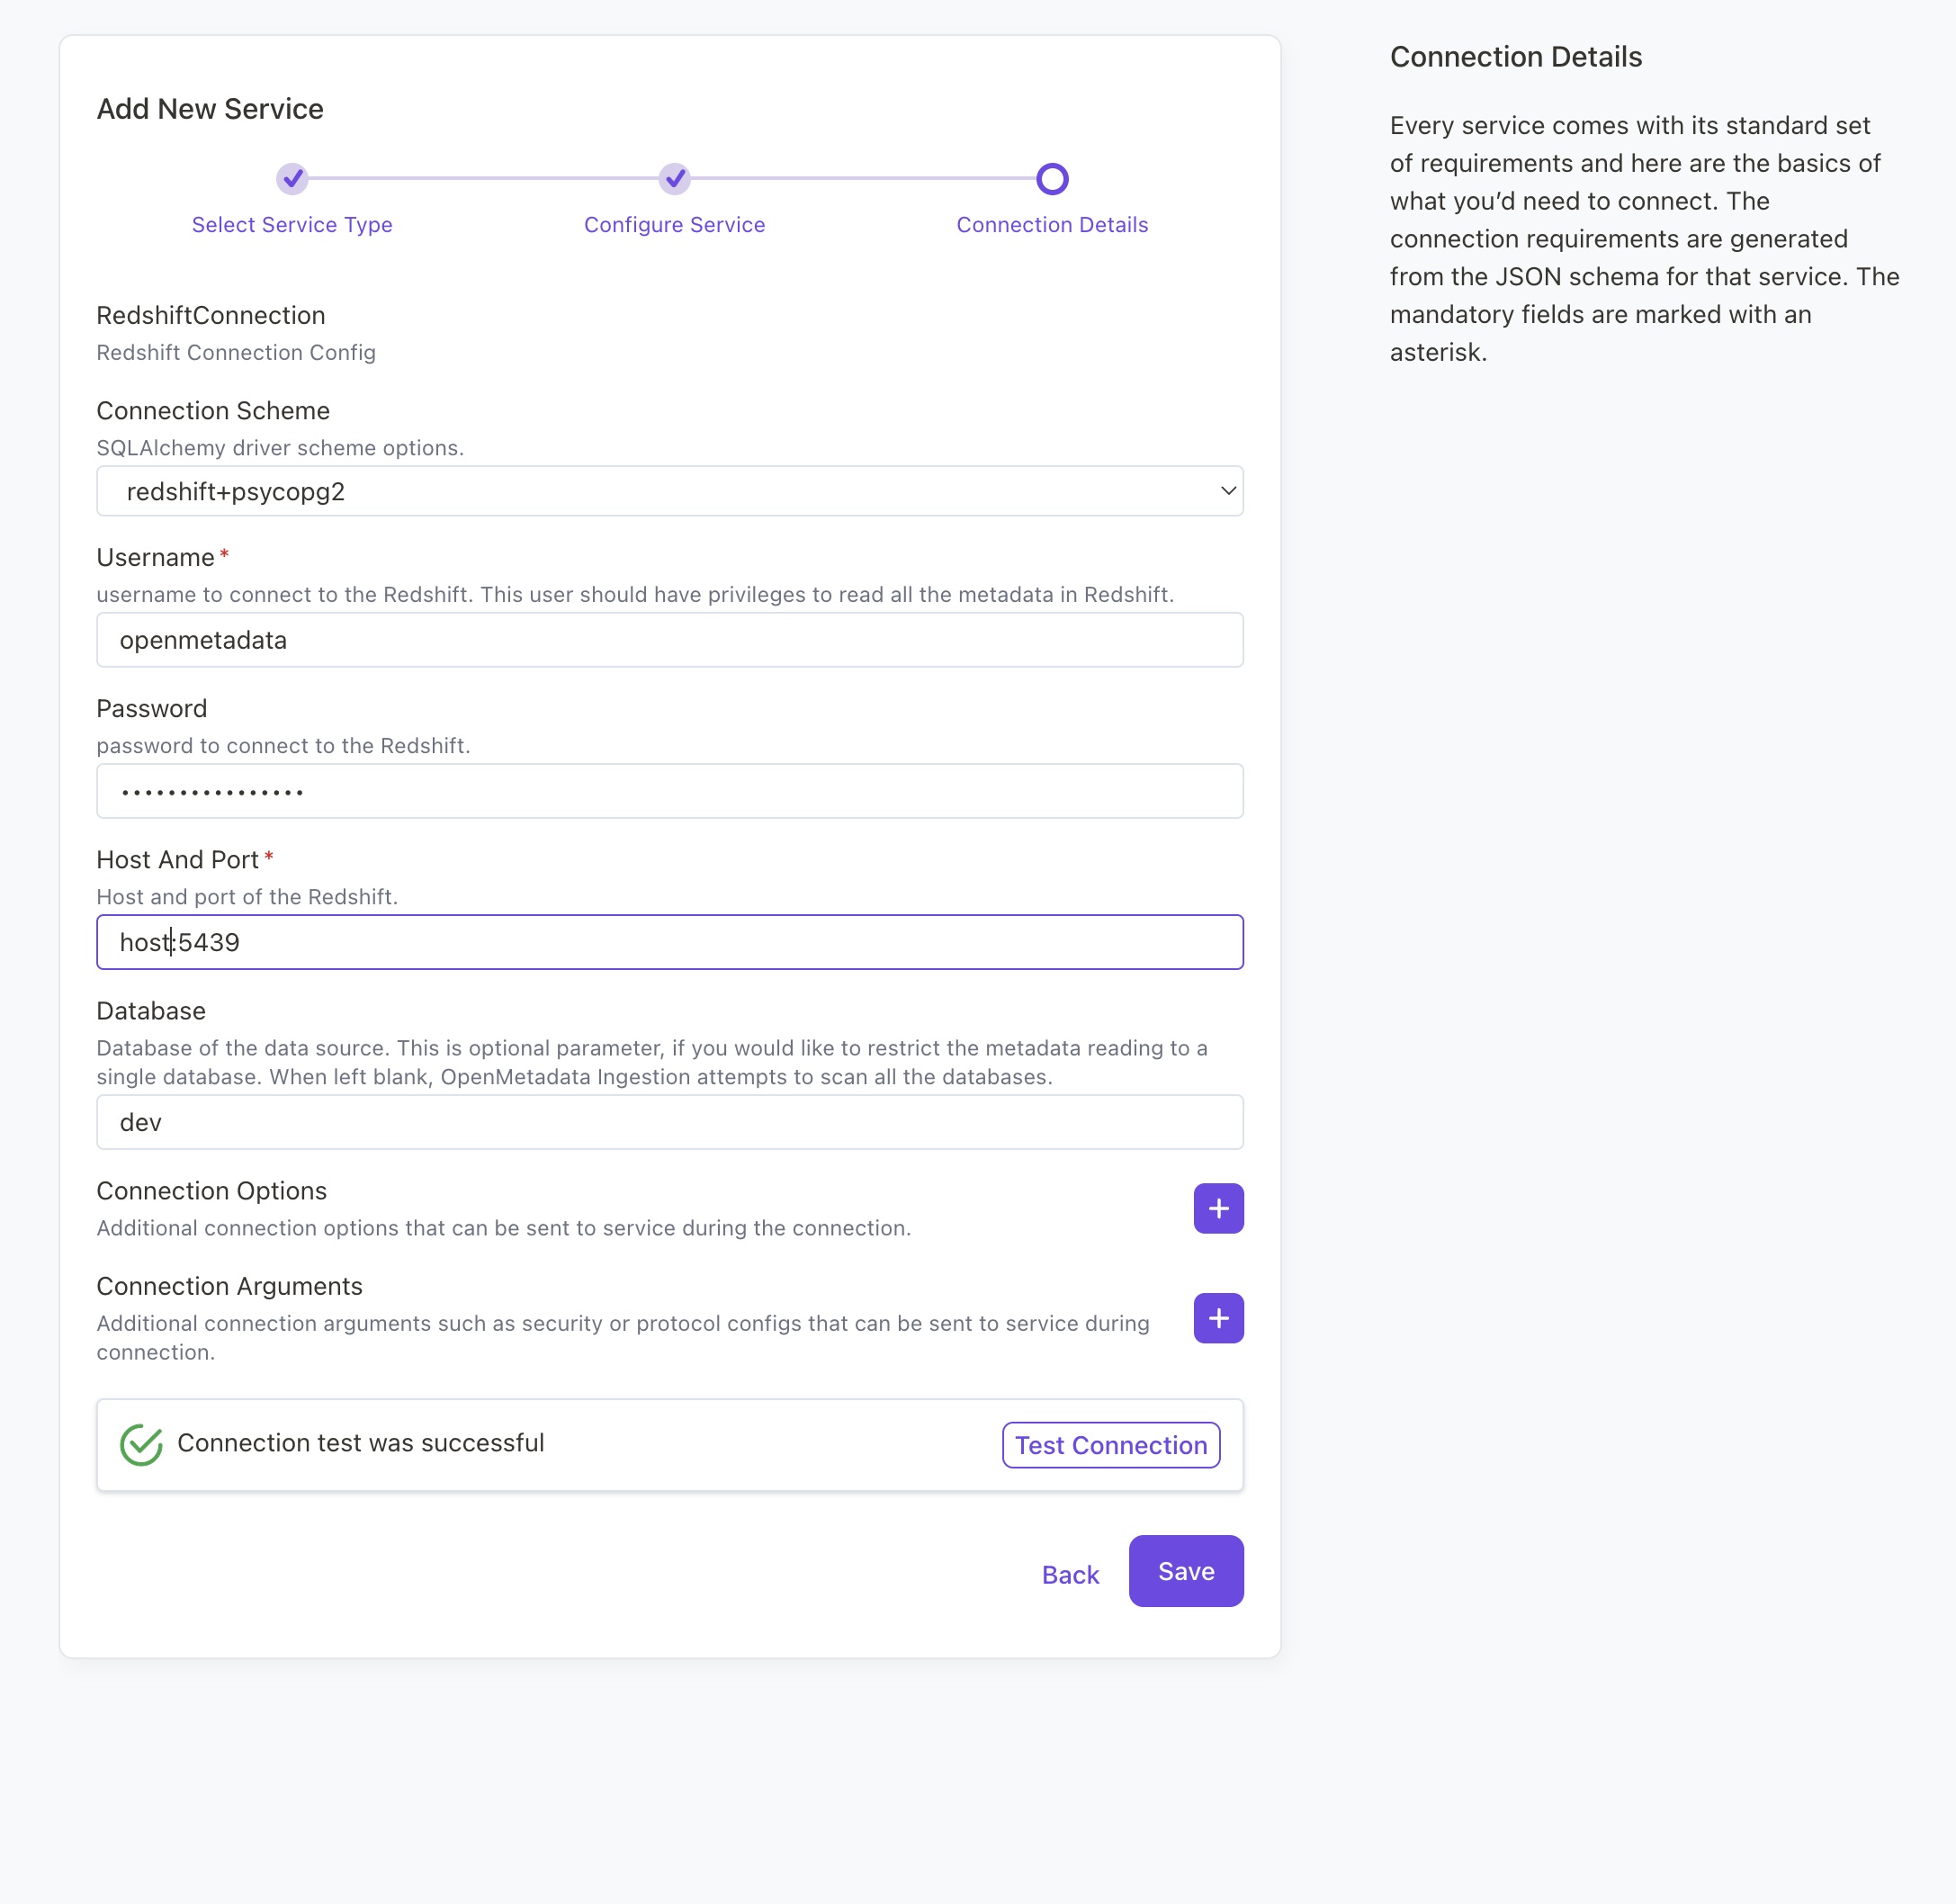 Add New Service
Select Service Type
Configure Service
Connection Details
RedshiftConnection
Redshift Connection Config
Connection Scheme
SQLAlchemy driver scheme options.
redshift+psycopg2
Username*
username to connect to the Redshift. This user should have privileges to read all the metadata in Redshift.
openmetadata
Password
password to connect to the Redshift.
••••••••••••••••
Host And Port*
Host and port of the Redshift.
host:5439
Database
Database of the data source. This is optional parameter, if you would like to restrict the metadata reading to a
single database. When left blank, OpenMetadata Ingestion attempts to scan all the databases.
dev
Connection Options
Additional connection options that can be sent to service during the connection.
Connection Arguments
Additional connection arguments such as security or protocol configs that can be sent to service during
connection.
Connection test was successful
Test Connection
Back
Save
Connection Details
Every service comes with its standard set
of requirements and here are the basics of
what you’d need to connect. The
connection requirements are generated
from the JSON schema for that service. The
mandatory fields are marked with an
asterisk.